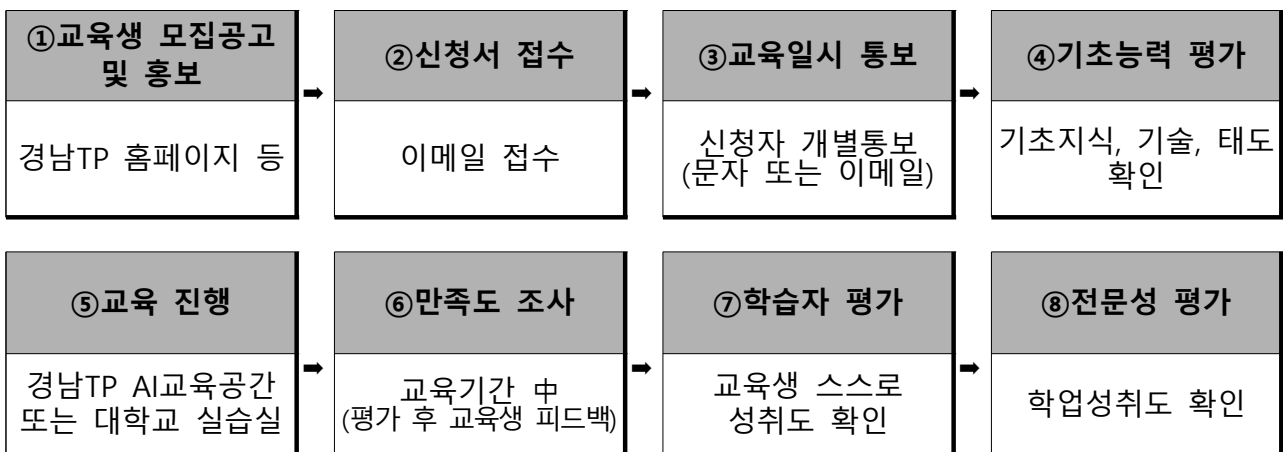 ①교육생 모집공고
및 홍보
경남TP 홈페이지 등
➡
②신청서 접수
이메일 접수
➡
③교육일시 통보
신청자 개별통보
(문자 또는 이메일)
➡
④기초능력 평가
기초지식, 기술, 태도
확인
⑤교육 진행
경남TP AI교육공간
또는 대학교 실습실
➡
⑥만족도 조사
교육기간 中
(평가 후 교육생 피드백)
➡
⑦학습자 평가
교육생 스스로
성취도 확인
➡
⑧전문성 평가
학업성취도 확인